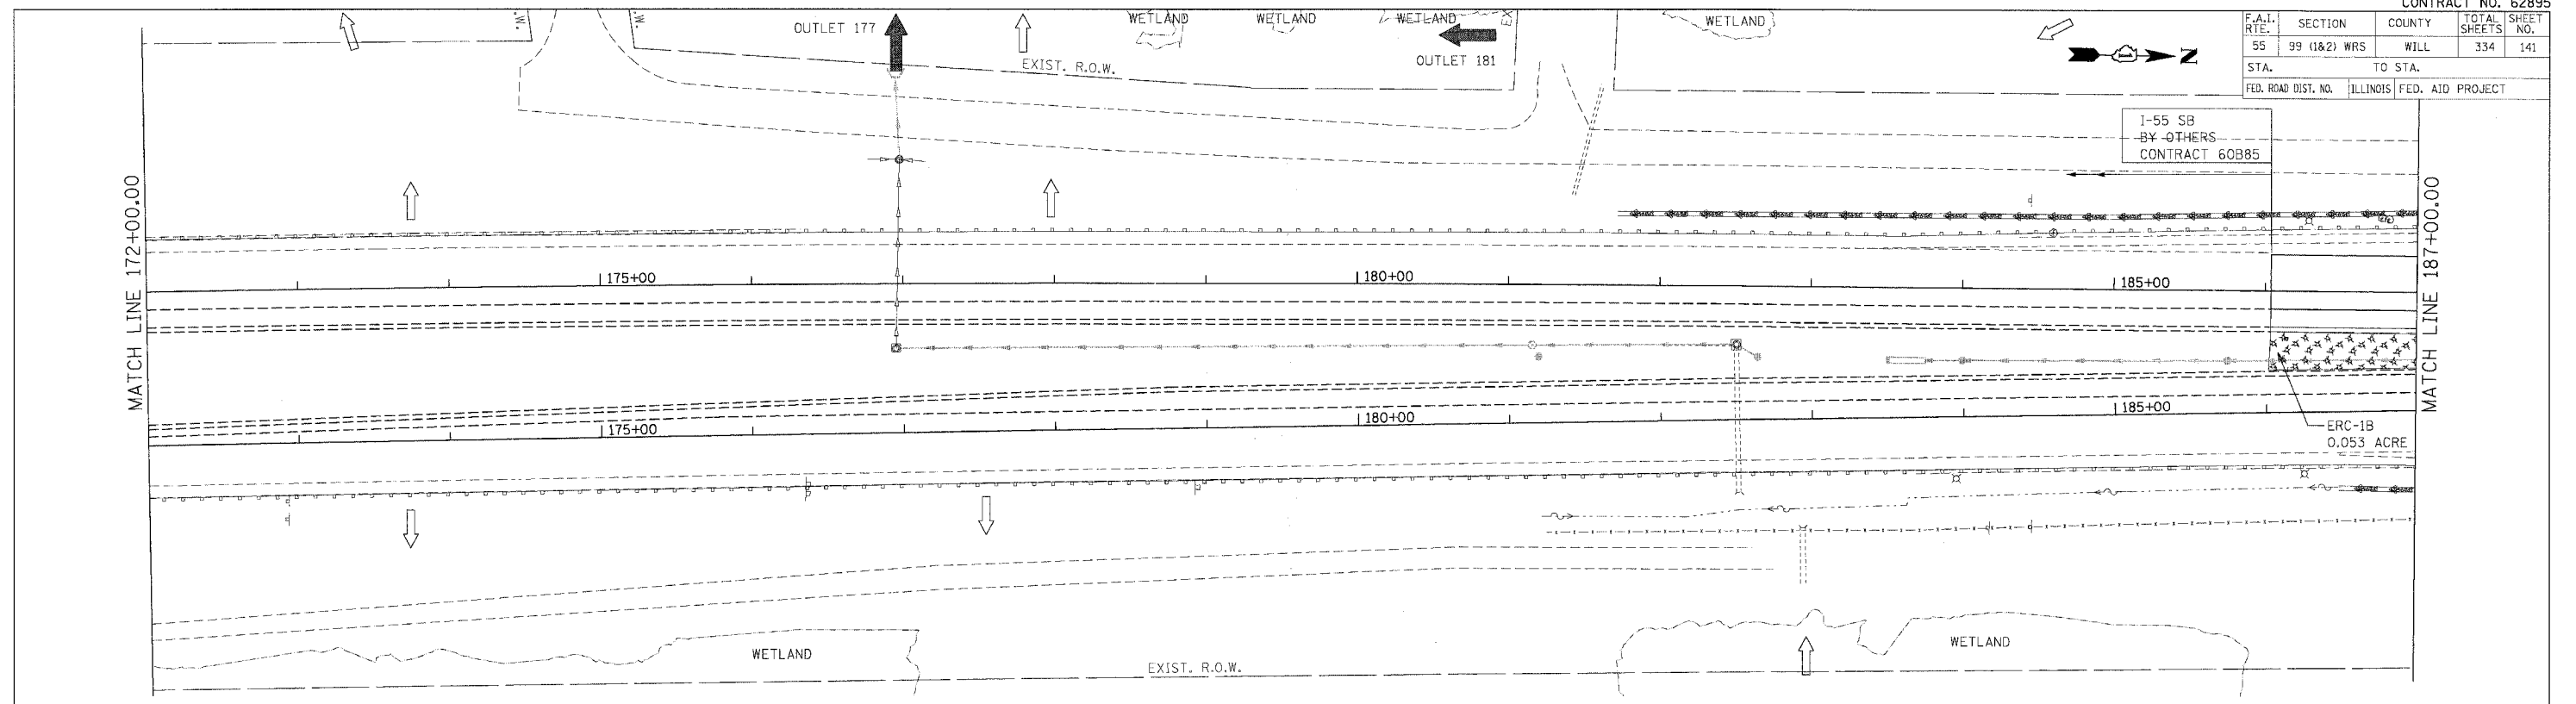 CONTRACT NO. 62895
F.A.I. RTE. SECTION COUNTY TOTAL SHEETS SHEET NO.
55 99 (1&2) WRS WILL 334 141
STA. TO STA.
FED. ROAD DIST. NO. ILLINOIS FED. AID PROJECT
W.
W.
OUTLET 177
EXIST. R.O.W.
WETLAND
WETLAND
WETLAND
EX
OUTLET 181
WETLAND
N
I-55 SB
BY OTHERS
CONTRACT 60B85
MATCH LINE 172+00.00
MATCH LINE 187+00.00
175+00
180+00
185+00
175+00
180+00
185+00
ERC-1B
0.053 ACRE
WETLAND
EXIST. R.O.W.
WETLAND